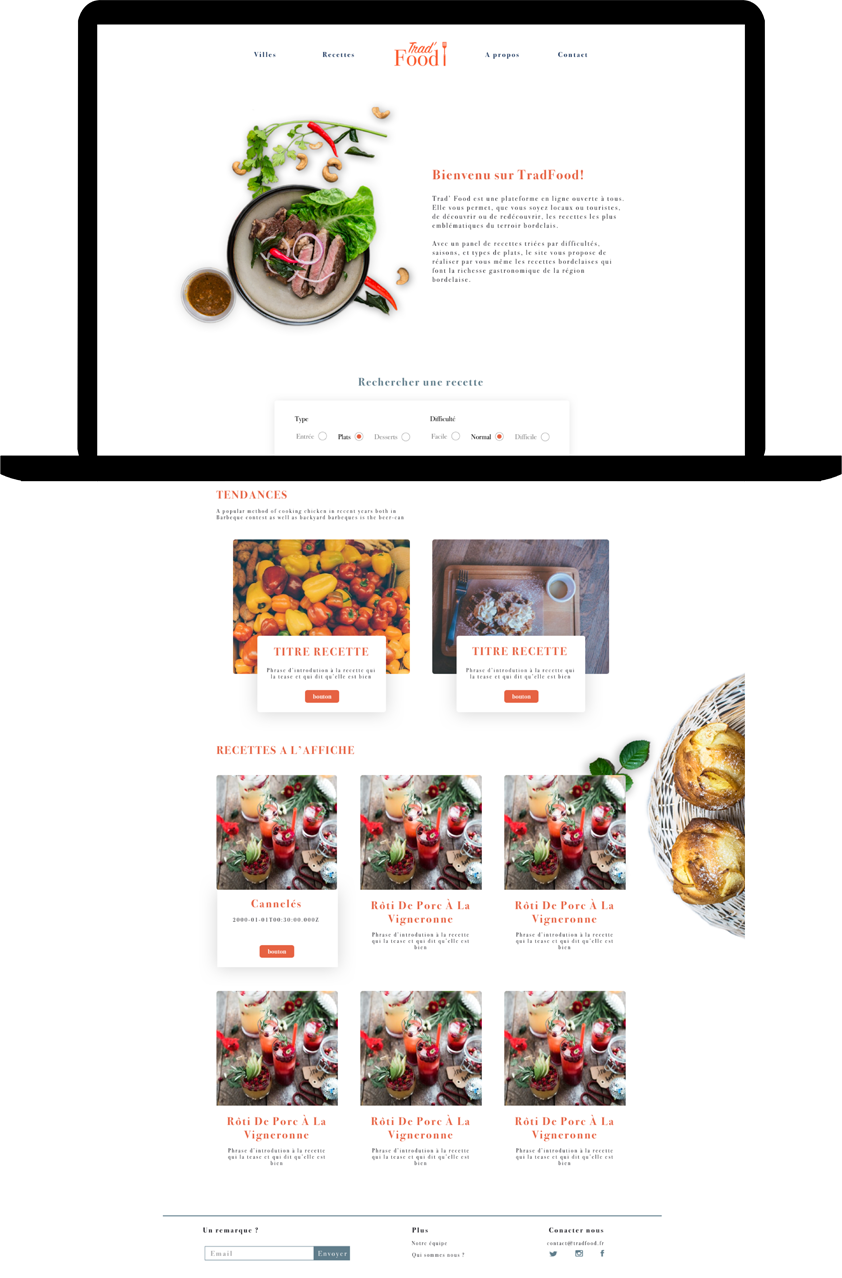 Villes
Recettes
Trad'
Food
A propos
Contact
Bienvenu sur TradFood!
Trad' Food est une plateforme en ligne ouverte à tous.
Elle vous permet, que vous soyez locaux ou touristes,
de découvrir ou de redécouvrir, les recettes les plus
emblématiques du terroir bordelais.
Avec un panel de recettes triées par difficultés,
saisons, et types de plats, le site vous propose de
réaliser par vous même les recettes bordelaises qui
font la richesse gastronomique de la région
bordelaise.
Rechercher une recette
Type
Difficulté
Entrée
Plats
Desserts
Facile
Normal
Difficile
TENDANCES
A popular method of cooking chicken in recent years both in
Barbeque contest as well as backyard barbeques is the beer-can
TITRE RECETTE
Phrase d'introdution à la recette qui
la tease et qui dit qu'elle est bien
bouton
TITRE RECETTE
Phrase d'introdution à la recette qui
la tease et qui dit qu'elle est bien
bouton
RECETTES A L'AFFICHE
Cannelés
2000-01-01T00:30:00.000Z
bouton
Rôti De Porc À La
Vigneronne
Phrase d'introdution à la recette
qui la tease et qui dit qu'elle est
bien
Rôti De Porc À La
Vigneronne
Phrase d'introdution à la recette
qui la tease et qui dit qu'elle est
bien
Rôti De Porc À La
Vigneronne
Phrase d'introdution à la recette
qui la tease et qui dit qu'elle est
bien
Rôti De Porc À La
Vigneronne
Phrase d'introdution à la recette
qui la tease et qui dit qu'elle est
bien
Rôti De Porc À La
Vigneronne
Phrase d'introdution à la recette
qui la tease et qui dit qu'elle est
bien
Un remarque ?
Email
Envoyer
Plus
Notre équipe
Qui sommes nous ?
Conacter nous
contact@tradfood.fr